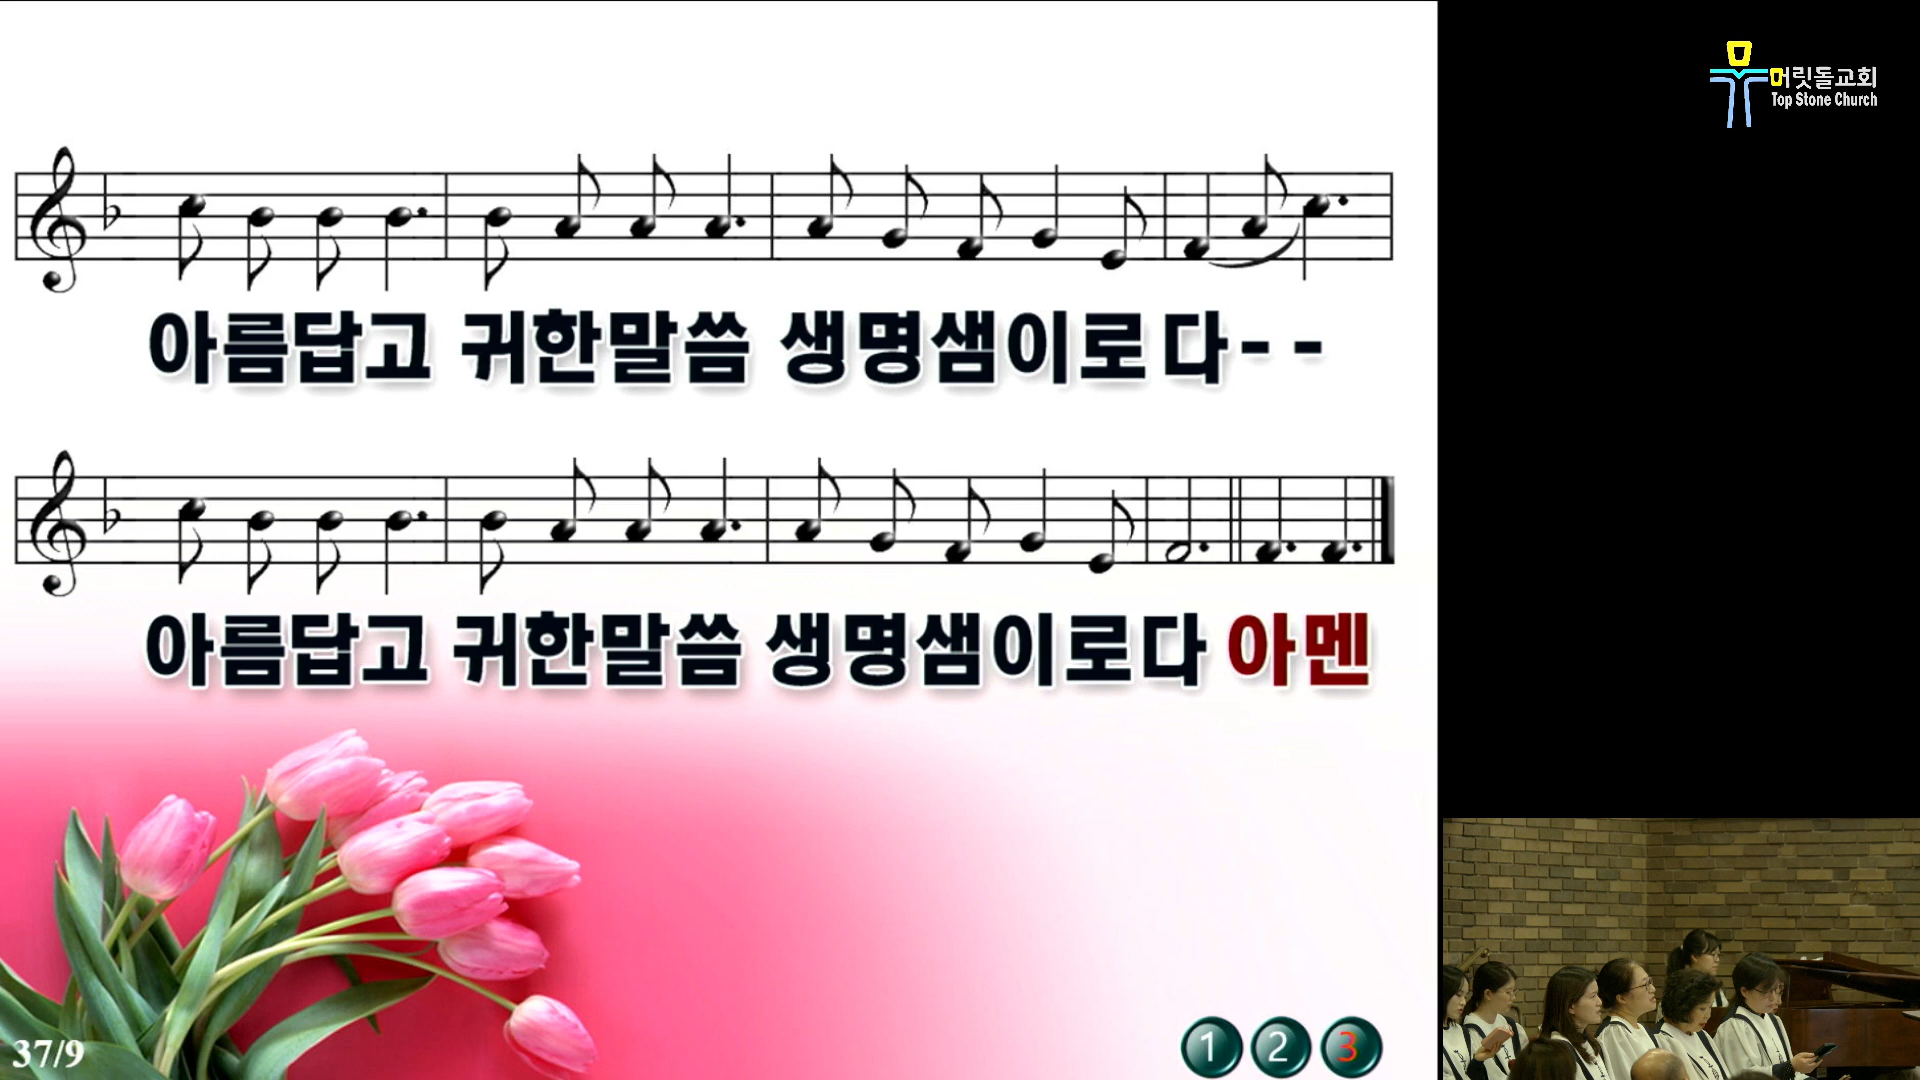 머릿돌교회
Top Stone Church
아름답고 귀한말씀 생명샘이로다--
아름답고 귀한말씀 생명샘이로다 아멘
37/9
1 2 3